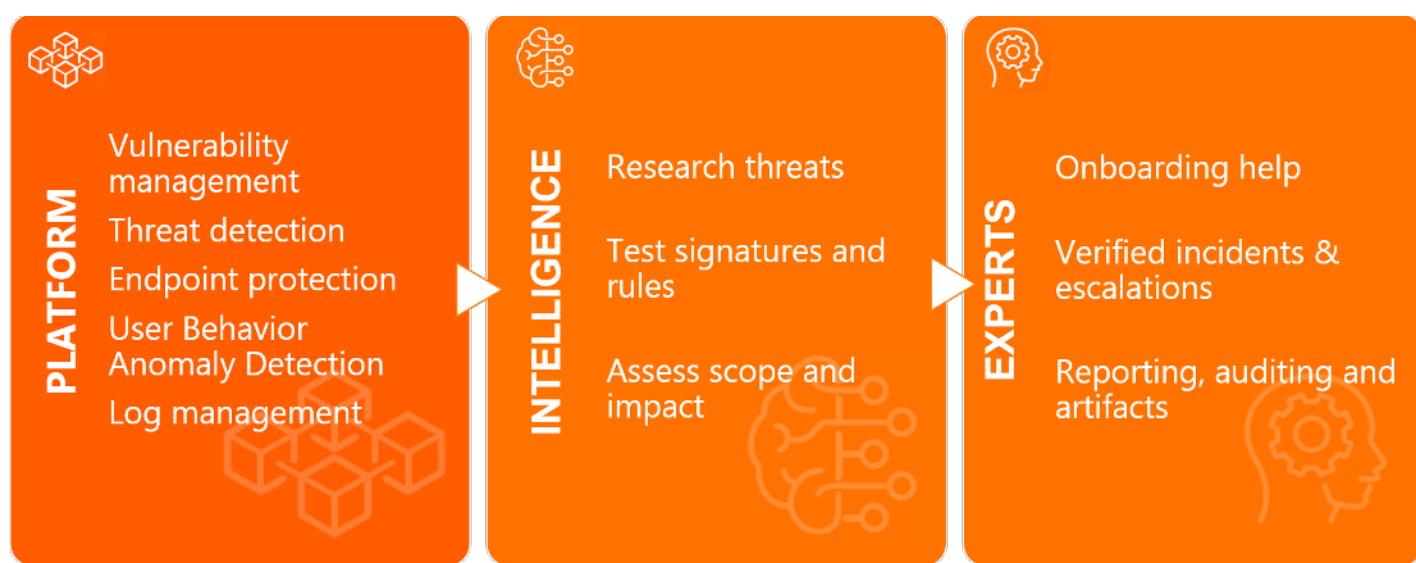 PLATFORM
Vulnerability
management
Threat detection
Endpoint protection
User Behavior
Anomaly Detection
Log management
INTELLIGENCE
Research threats
Test signatures and
rules
Assess scope and
impact
EXPERTS
Onboarding help
Verified incidents &
escalations
Reporting, auditing and
artifacts